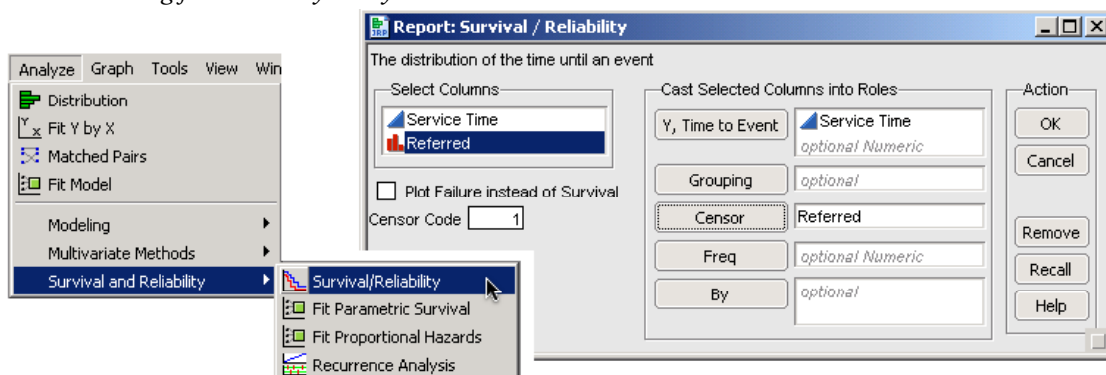 Report: Survival / Reliability
The distribution of the time until an event
Select Columns
Service Time
Referred
Plot Failure instead of Survival
Censor Code 1
Cast Selected Columns into Roles
Y, Time to Event
Service Time
optional Numeric
Grouping
optional
Censor
Referred
Freq
optional Numeric
By
optional
Action
OK
Cancel
Remove
Recall
Help
Analyze Graph Tools View Win
Distribution
Fit Y by X
Matched Pairs
Fit Model
Modeling
Multivariate Methods
Survival and Reliability
Survival/Reliability
Fit Parametric Survival
Fit Proportional Hazards
Recurrence Analysis